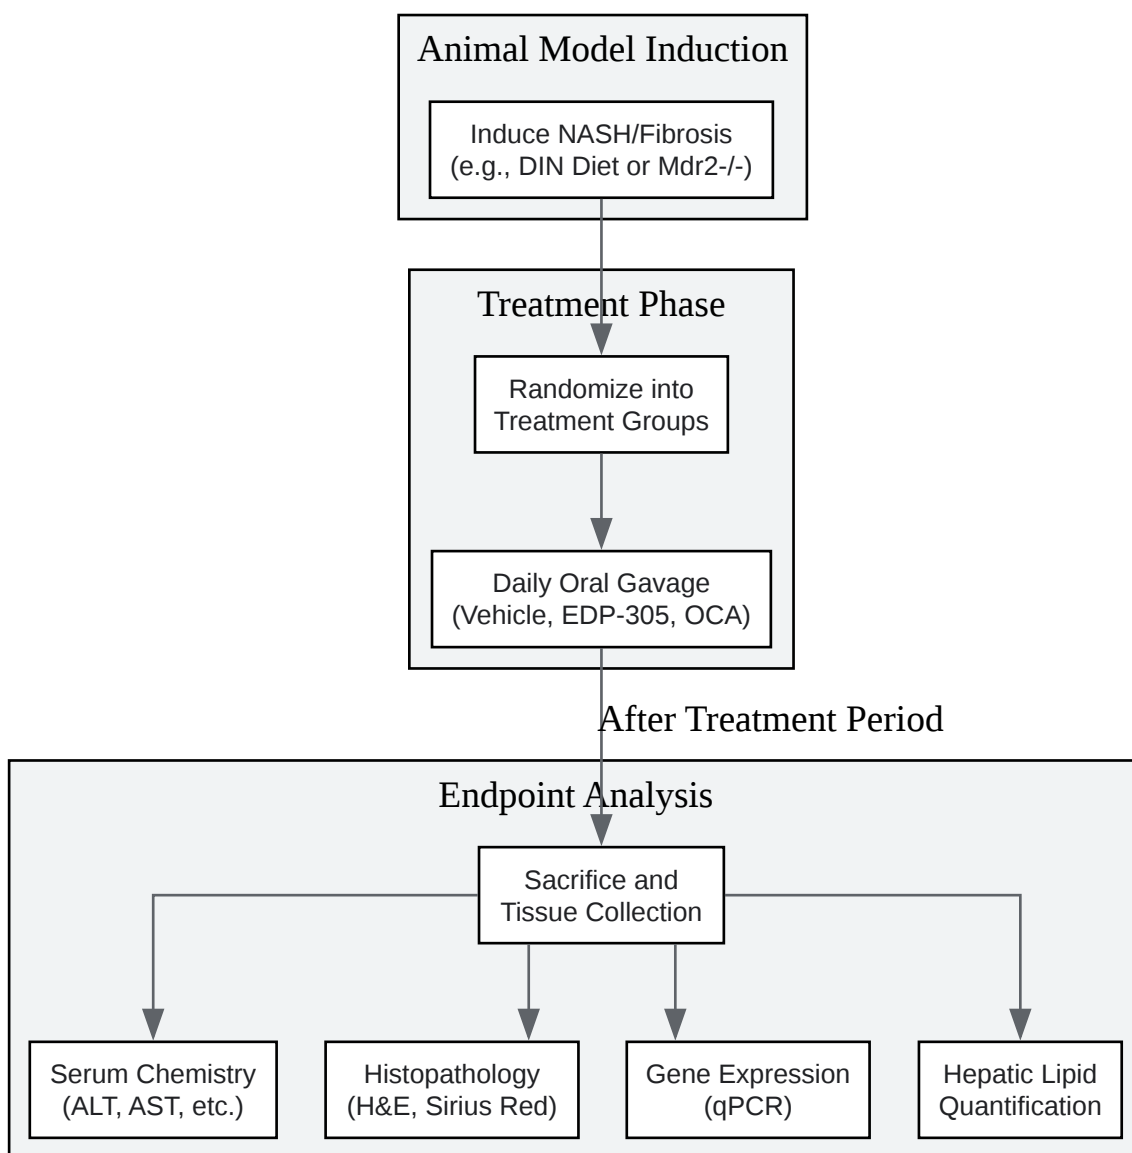 Animal Model Induction
Induce NASH/Fibrosis
(e.g., DIN Diet or Mdr2-/-)
Treatment Phase
Randomize into
Treatment Groups
Daily Oral Gavage
(Vehicle, EDP-305, OCA)
After Treatment Period
Endpoint Analysis
Sacrifice and
Tissue Collection
Serum Chemistry
(ALT, AST, etc.)
Histopathology
(H&E, Sirius Red)
Gene Expression
(qPCR)
Hepatic Lipid
Quantification